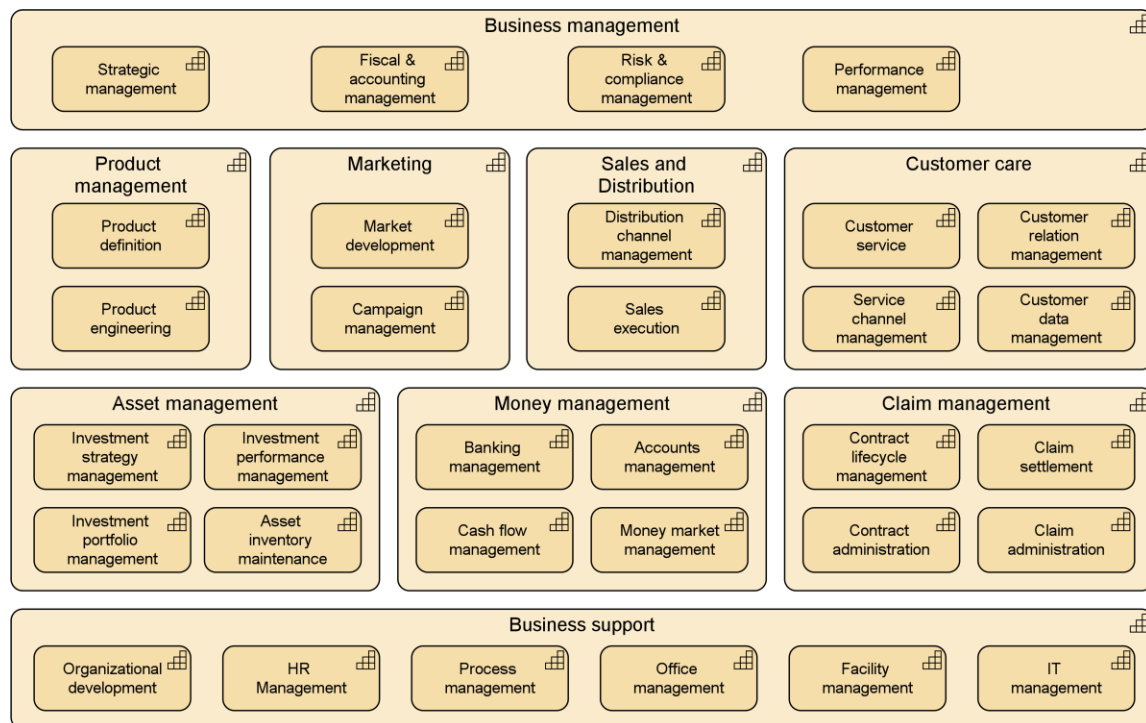 Business management
Strategic
management
Fiscal &
accounting
management
Risk &
compliance
management
Performance
management
Product
management
Product
definition
Product
engineering
Marketing
Market
development
Campaign
management
Sales and
Distribution
Distribution
channel
management
Sales
execution
Customer care
Customer
service
Customer
relation
management
Service
channel
management
Customer
data
management
Asset management
Investment
strategy
management
Investment
performance
management
Investment
portfolio
management
Asset
inventory
maintenance
Money management
Banking
management
Accounts
management
Cash flow
management
Money market
management
Claim management
Contract
lifecycle
management
Claim
settlement
Contract
administration
Claim
administration
Business support
Organizational
development
HR
Management
Process
management
Office
management
Facility
management
IT
management